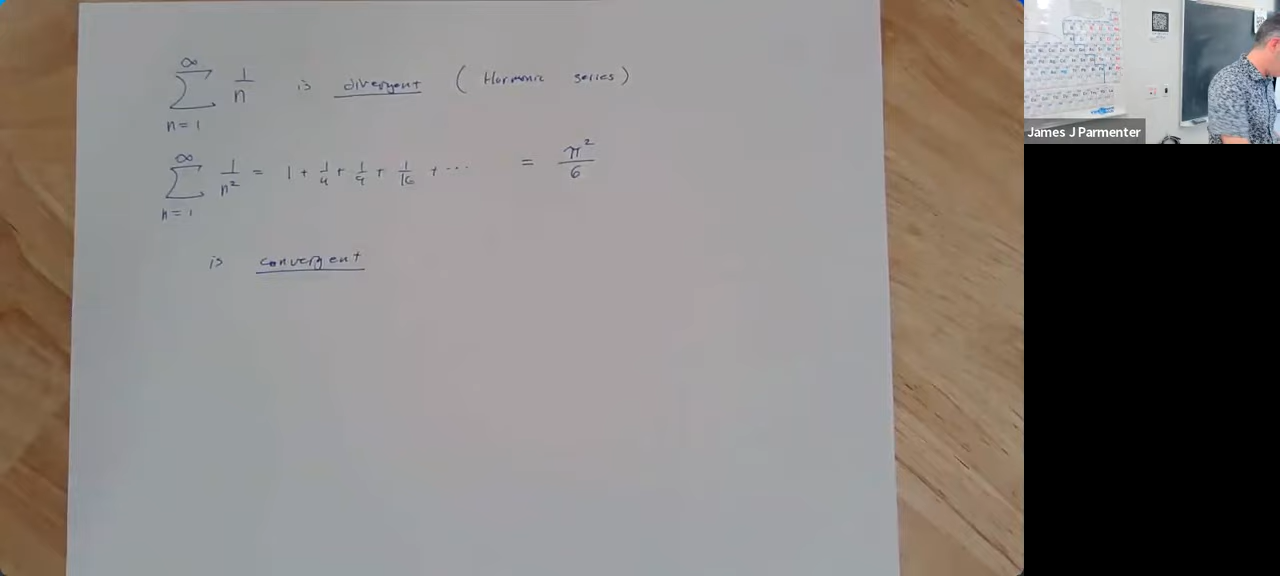 ∞
∑ 1/n is divergent (Harmonic series)
n = 1
∞
∑ 1/n² = 1 + 1/4 + 1/9 + 1/16 + ··· = π²/6
n = 1
is convergent
James J Parmenter